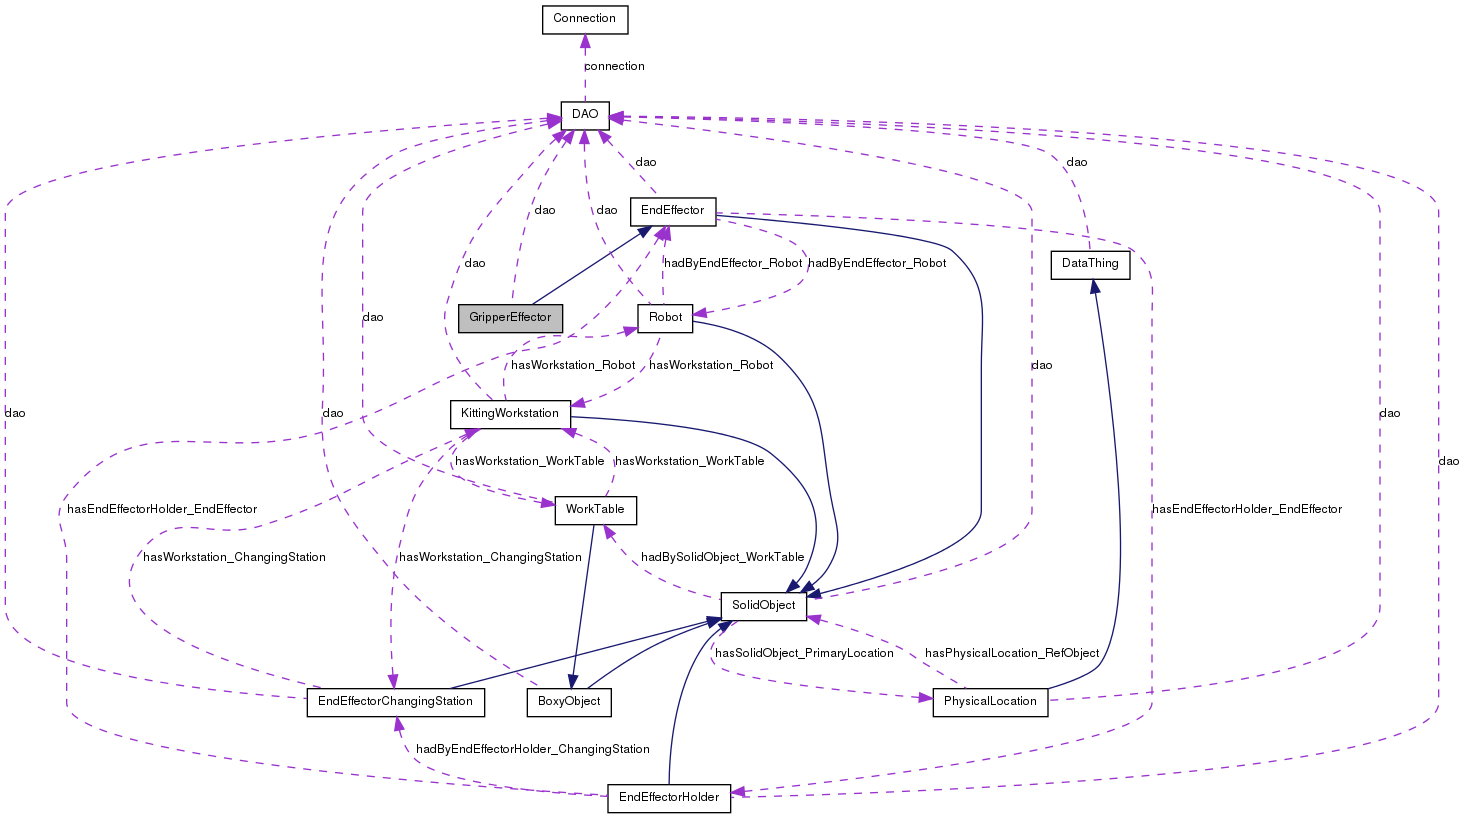 Connection
connection
DAO
dao
dao
EndEffector
dao
dao
DataThing
dao
hadByEndEffector_Robot
hadByEndEffector_Robot
GripperEffector
Robot
dao
hasWorkstation_Robot
hasWorkstation_Robot
dao
dao
dao
KittingWorkstation
dao
dao
hasWorkstation_WorkTable
hasWorkstation_WorkTable
hasEndEffectorHolder_EndEffector
WorkTable
hasEndEffectorHolder_EndEffector
hasWorkstation_ChangingStation
hasWorkstation_ChangingStation
hadBySolidObject_WorkTable
SolidObject
hasSolidObject_PrimaryLocation
hasPhysicalLocation_RefObject
EndEffectorChangingStation
BoxyObject
PhysicalLocation
hadByEndEffectorHolder_ChangingStation
EndEffectorHolder